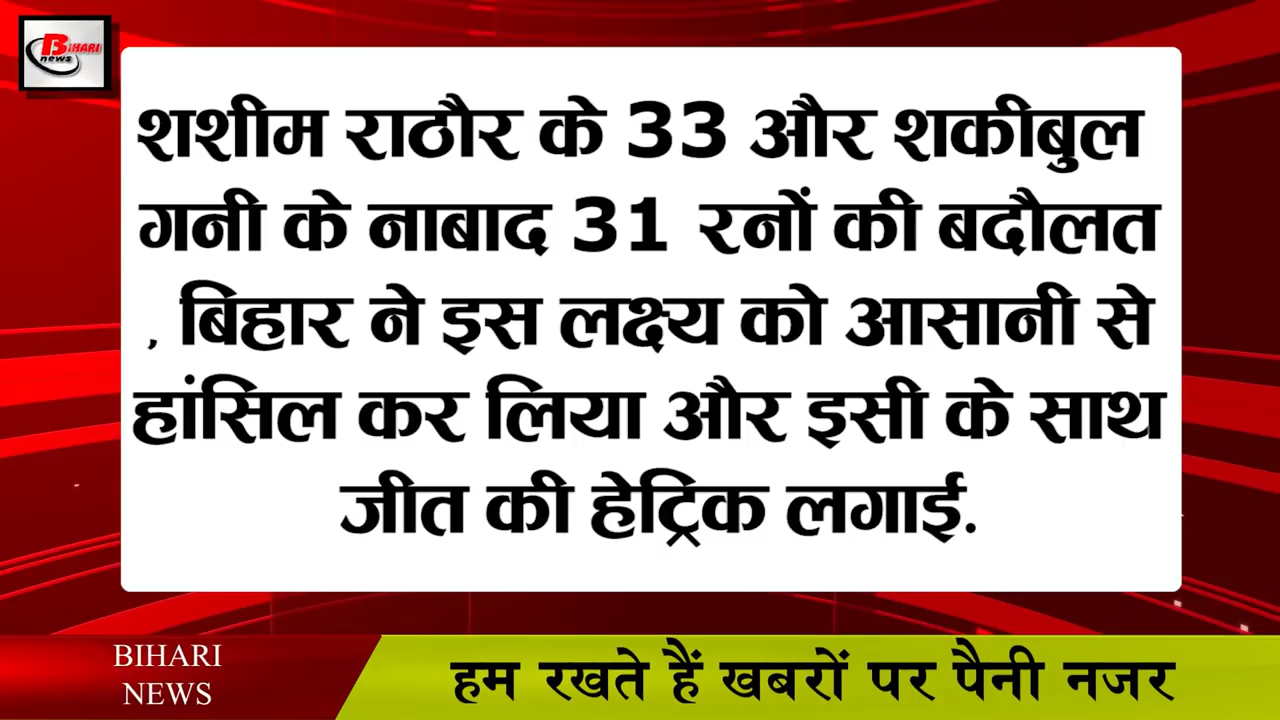 BIHARI
news
शशीम राठौर के 33 और शकीबुल
गनी के नाबाद 31 रनों की बदौलत
, बिहार ने इस लक्ष्य को आसानी से
हांसिल कर लिया और इसी के साथ
जीत की हेट्रिक लगाई.
BIHARI
NEWS
हम रखते हैं खबरों पर पैनी नजर